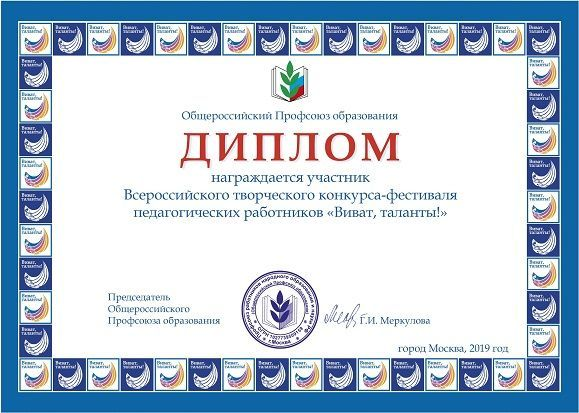 Общероссийский Профсоюз образования
ДИПЛОМ
награждается участник
Всероссийского творческого конкурса-фестиваля
педагогических работников «Виват, таланты!»
Председатель
Общероссийского
Профсоюза образования
Г.И. Меркулова
город Москва, 2019 год
Виват, таланты!